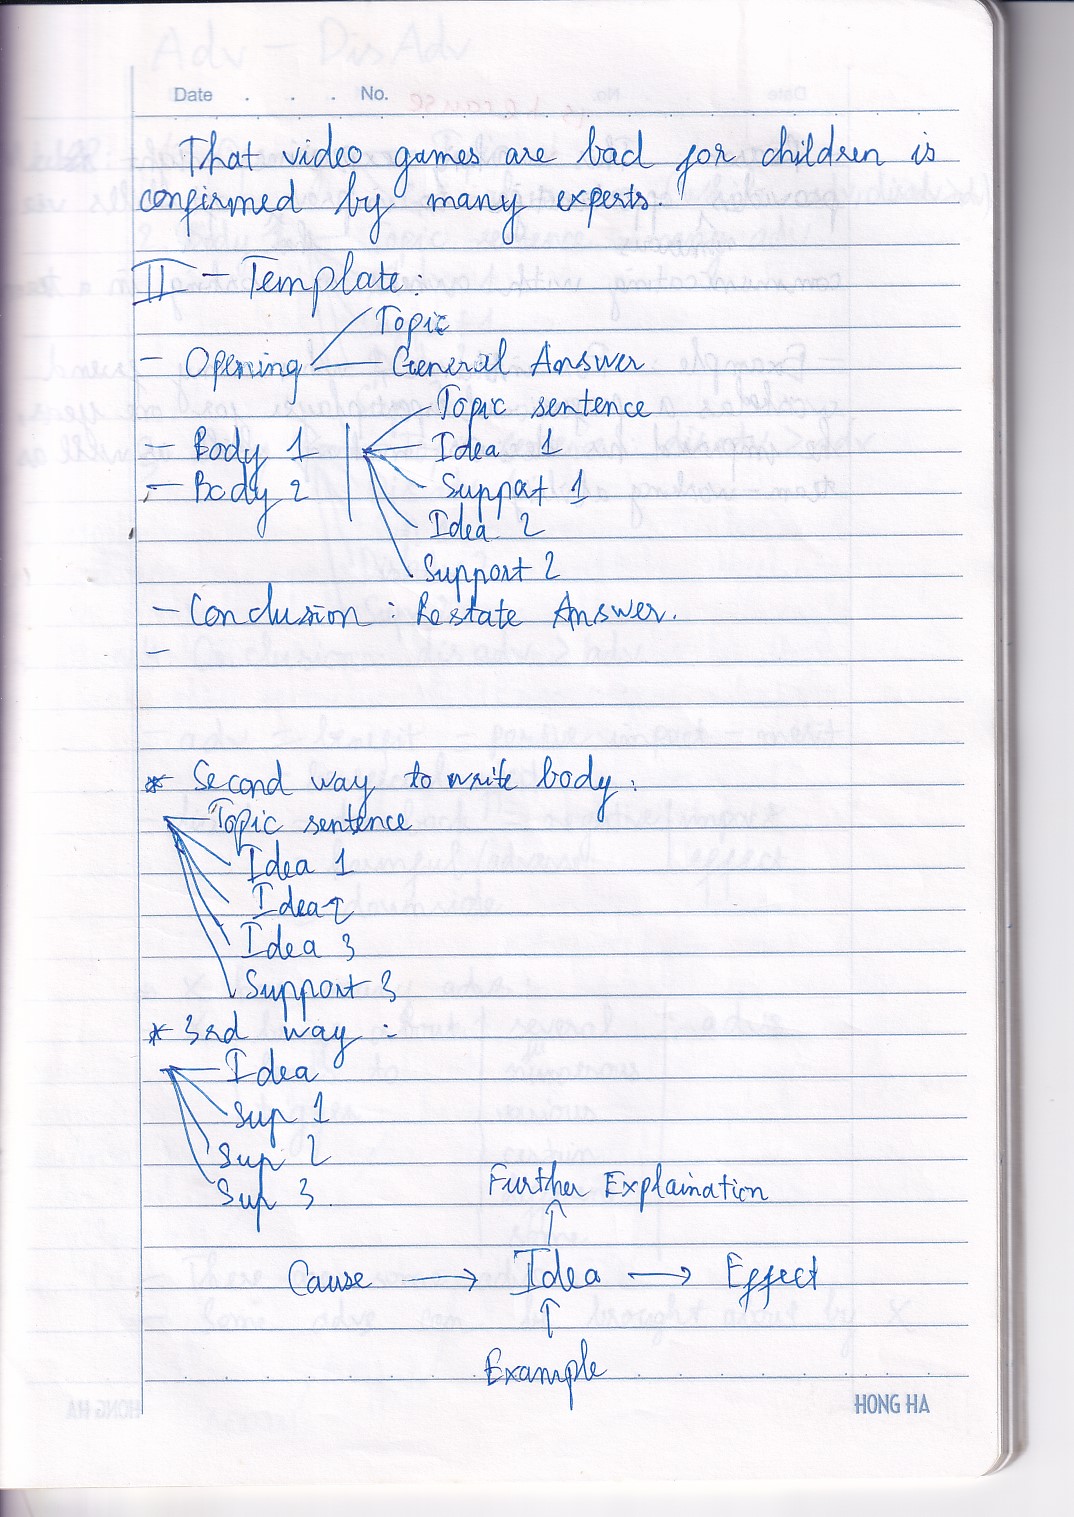 Date . . . No.
That video games are bad for children is
confirmed by many experts.
II - Template:
Topic
- Opening General Answer
Topic sentence
- Body 1 Idea 1
- Body 2 Support 1
Idea 2
Support 2
- Conclusion : Restate Answer.
-
* Second way to write body :
Topic sentence
Idea 1
Idea 2
Idea 3
Support 3
* 3rd way :
Idea
Sup 1
Sup 2
Sup 3
Further Explaination
Cause → Idea → Effect
Example
HONG HA